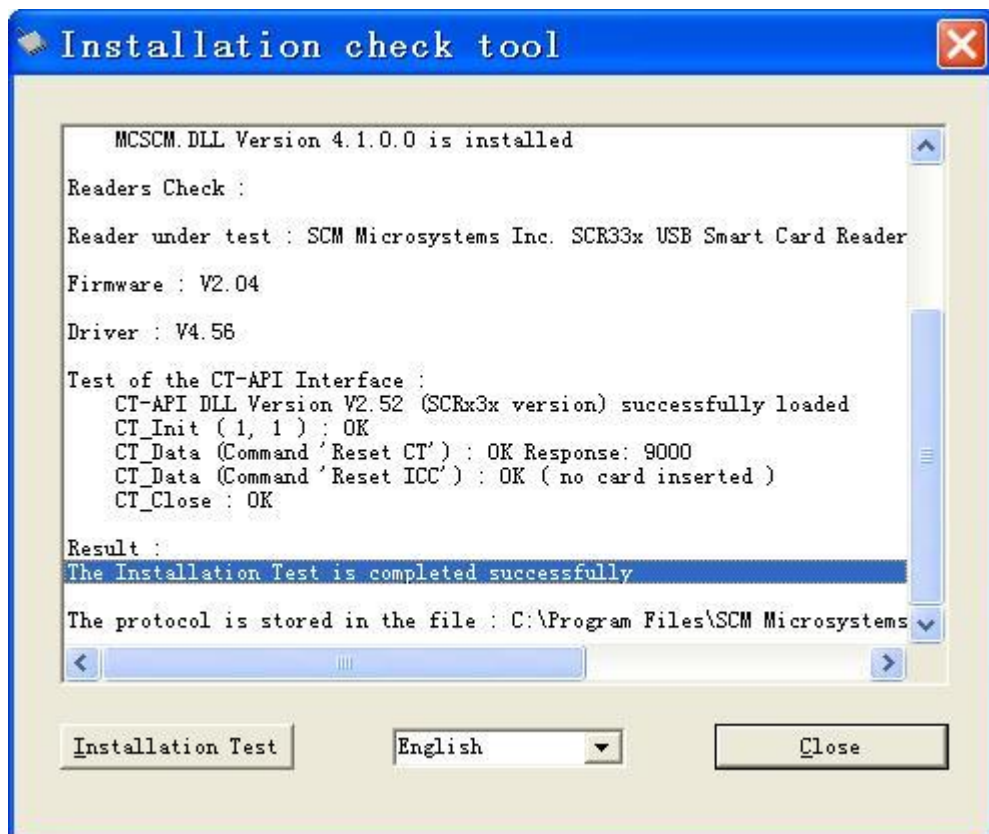 Installation check tool
MCSCM.DLL Version 4.1.0.0 is installed
Readers Check :
Reader under test : SCM Microsystems Inc. SCR33x USB Smart Card Reader
Firmware : V2.04
Driver : V4.56
Test of the CT-API Interface :
CT-API DLL Version V2.52 (SCRx3x version) successfully loaded
CT_Init ( 1, 1 ) : OK
CT_Data (Command 'Reset CT') : OK Response: 9000
CT_Data (Command 'Reset ICC') : OK ( no card inserted )
CT_Close : OK
Result :
The Installation Test is completed successfully
The protocol is stored in the file : C:\Program Files\SCM Microsystems
Installation Test
English
Close